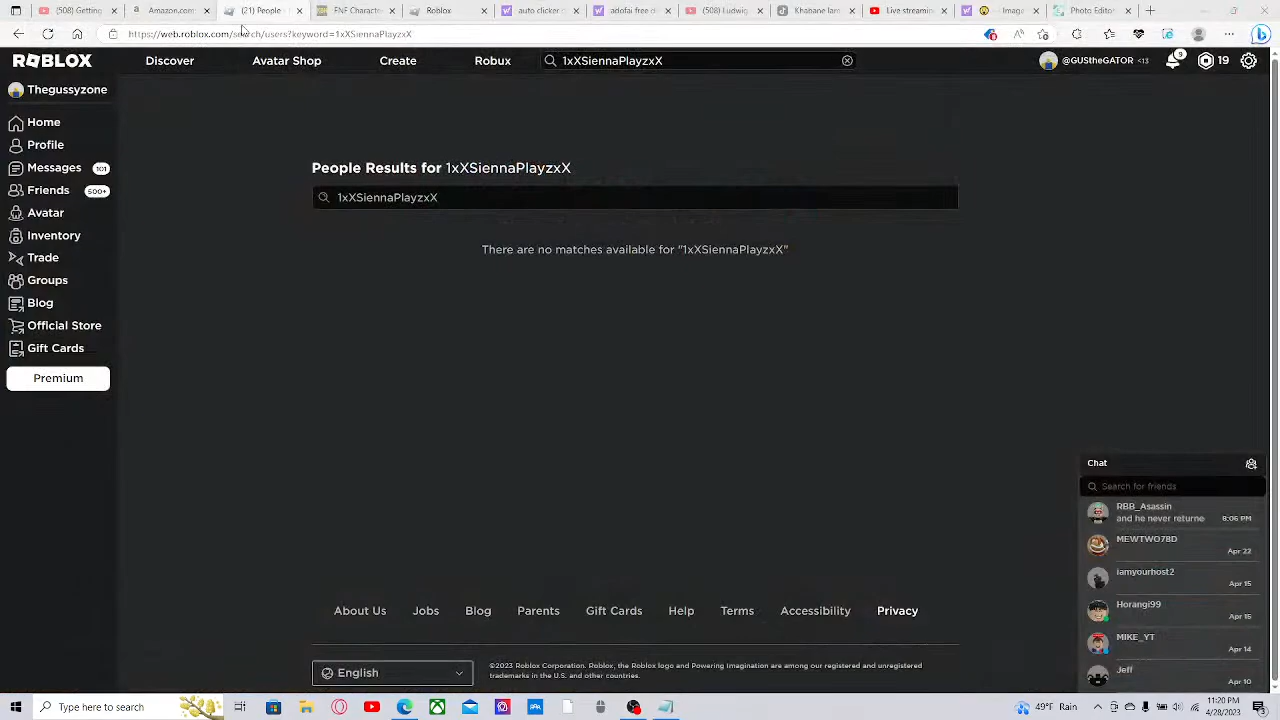 (508) Getting
Amazon.com
(21) People
FNF Characte
Roblox
auto clicker
adofai free d
(508) Ludwig
Khabane lam
Live streamin
- Image
Photo Editor
https://web.roblox.com/search/users?keyword=1xXSiennaPlayzxX
ROBLOX
Discover
Avatar Shop
Create
Robux
1xXSiennaPlayzxX
@GUStheGATOR <13
9
19
Thegussyzone
Home
Profile
Messages 101
Friends 500+
Avatar
Inventory
Trade
Groups
Blog
Official Store
Gift Cards
Premium
People Results for 1xXSiennaPlayzxX
1xXSiennaPlayzxX
There are no matches available for "1xXSiennaPlayzxX"
Chat
Search for friends
RBB_Asassin
and he never returne 8:06 PM
MEWTWO78D
Apr 22
iamyourhost2
Apr 15
Horangi99
Apr 15
MIKE_YT
Apr 14
Jeff
Apr 10
About Us Jobs Blog Parents Gift Cards Help Terms Accessibility Privacy
English
©2023 Roblox Corporation. Roblox, the Roblox logo and Powering Imagination are among our registered and unregistered
trademarks in the U.S. and other countries.
Type here to search
49°F
11:20 PM
4/28/2023